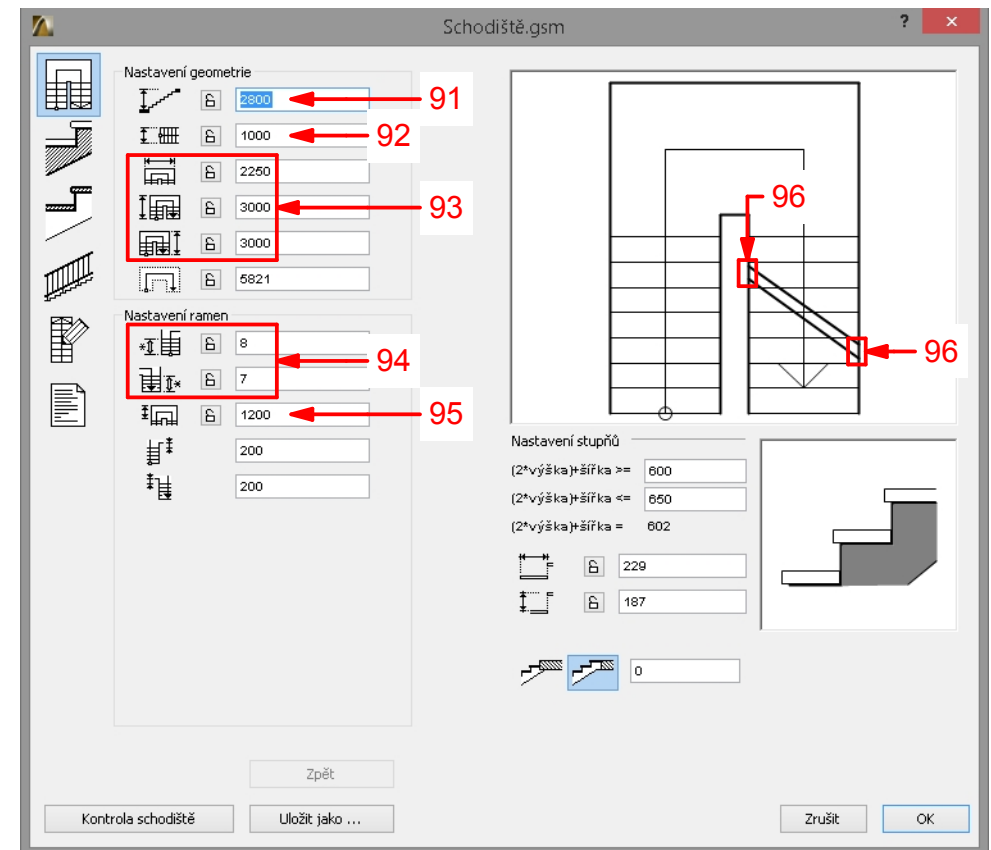 Schodiště.gsm
?
×
Nastavení geometrie
2800
91
1000
92
2250
3000
93
3000
5821
Nastavení ramen
8
94
7
1200
95
200
200
96
96
Nastavení stupňů
(2*výška)+šířka >= 600
(2*výška)+šířka <= 650
(2*výška)+šířka = 602
229
187
0
Zpět
Kontrola schodiště
Uložit jako ...
Zrušit
OK